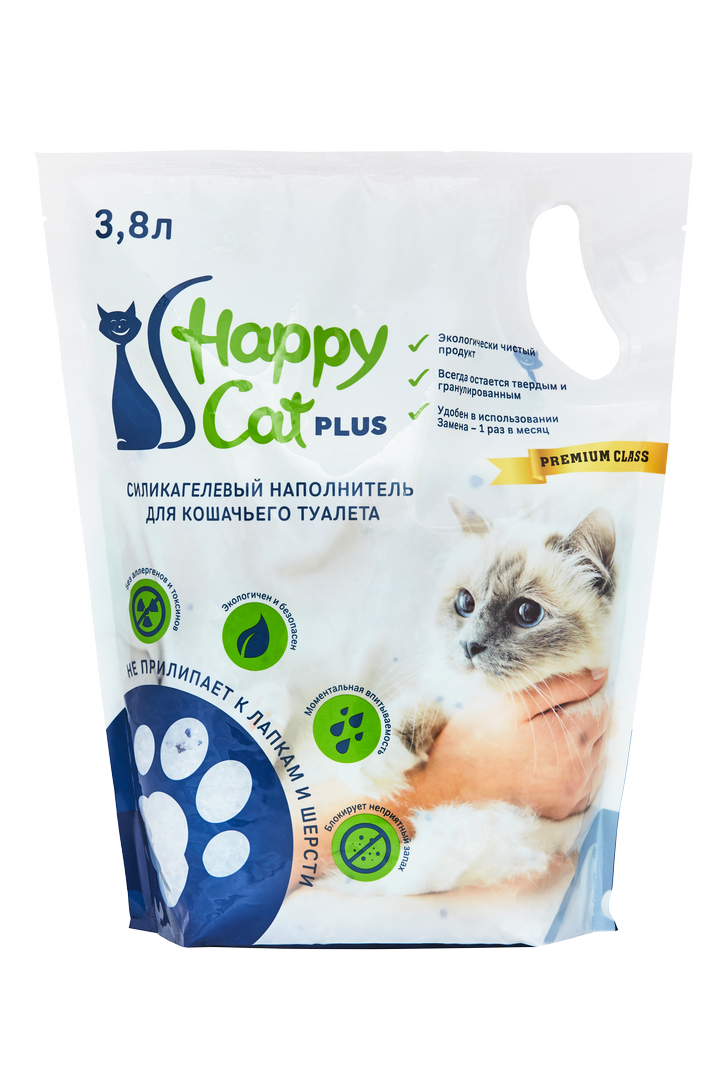 3,8л
Happy
Cat PLUS
Экологически чистый
продукт
Всегда остается твердым и
гранулированным
Удобен в использовании
Замена – 1 раз в месяц
PREMIUM CLASS
СИЛИКАГЕЛЕВЫЙ НАПОЛНИТЕЛЬ
ДЛЯ КОШАЧЬЕГО ТУАЛЕТА
Без аллергенов и токсинов
Экологичен и безопасен
Моментальная впитываемость
Блокирует неприятный запах
НЕ ПРИЛИПАЕТ К ЛАПКАМ И ШЕРСТИ